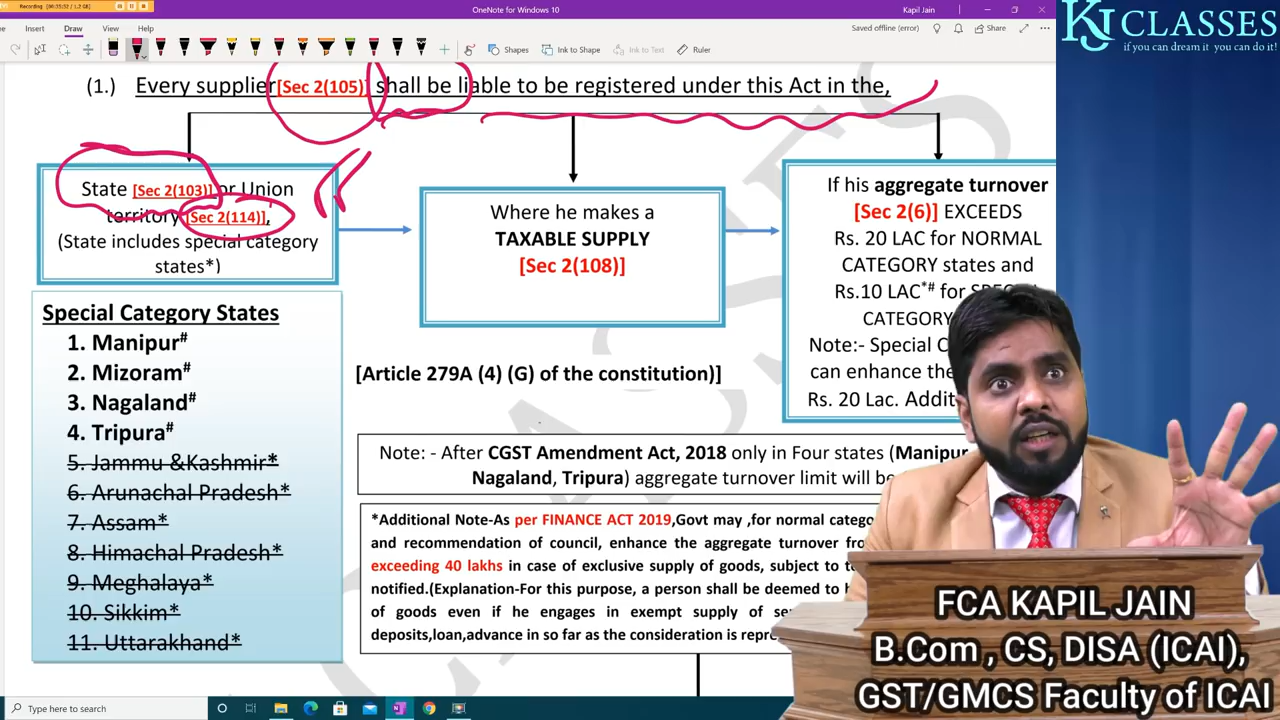 Recording [00:35:52 / 1.2 GB]
OneNote for Windows 10
Kapil Jain
Insert Draw View Help
Saved offline (error) Share
Shapes Ink to Shape Ink to Text Ruler
KJ CLASSES
if you can dream it you can do it!
(1.) Every supplier[Sec 2(105)] shall be liable to be registered under this Act in the,
State [Sec 2(103)] or Union
territory [Sec 2(114)],
(State includes special category
states*)
Where he makes a
TAXABLE SUPPLY
[Sec 2(108)]
If his aggregate turnover
[Sec 2(6)] EXCEEDS
Rs. 20 LAC for NORMAL
CATEGORY states and
Rs.10 LAC*# for
CATEGORY
Note:- Special C
can enhance the
Rs. 20 Lac. Addit
Special Category States
1. Manipur#
2. Mizoram#
3. Nagaland#
4. Tripura#
5. Jammu &Kashmir*
6. Arunachal Pradesh*
7. Assam*
8. Himachal Pradesh*
9. Meghalaya*
10. Sikkim*
11. Uttarakhand*
[Article 279A (4) (G) of the constitution)]
Note: - After CGST Amendment Act, 2018 only in Four states (Manipur
Nagaland, Tripura) aggregate turnover limit will be
*Additional Note-As per FINANCE ACT 2019,Govt may ,for normal catego
and recommendation of council, enhance the aggregate turnover fro
exceeding 40 lakhs in case of exclusive supply of goods, subject to
notified.(Explanation-For this purpose, a person shall be deemed to
of goods even if he engages in exempt supply of
deposits,loan,advance in so far as the consideration is repr
FCA KAPIL JAIN
B.Com , CS, DISA (ICAI),
GST/GMCS Faculty of ICAI
Type here to search